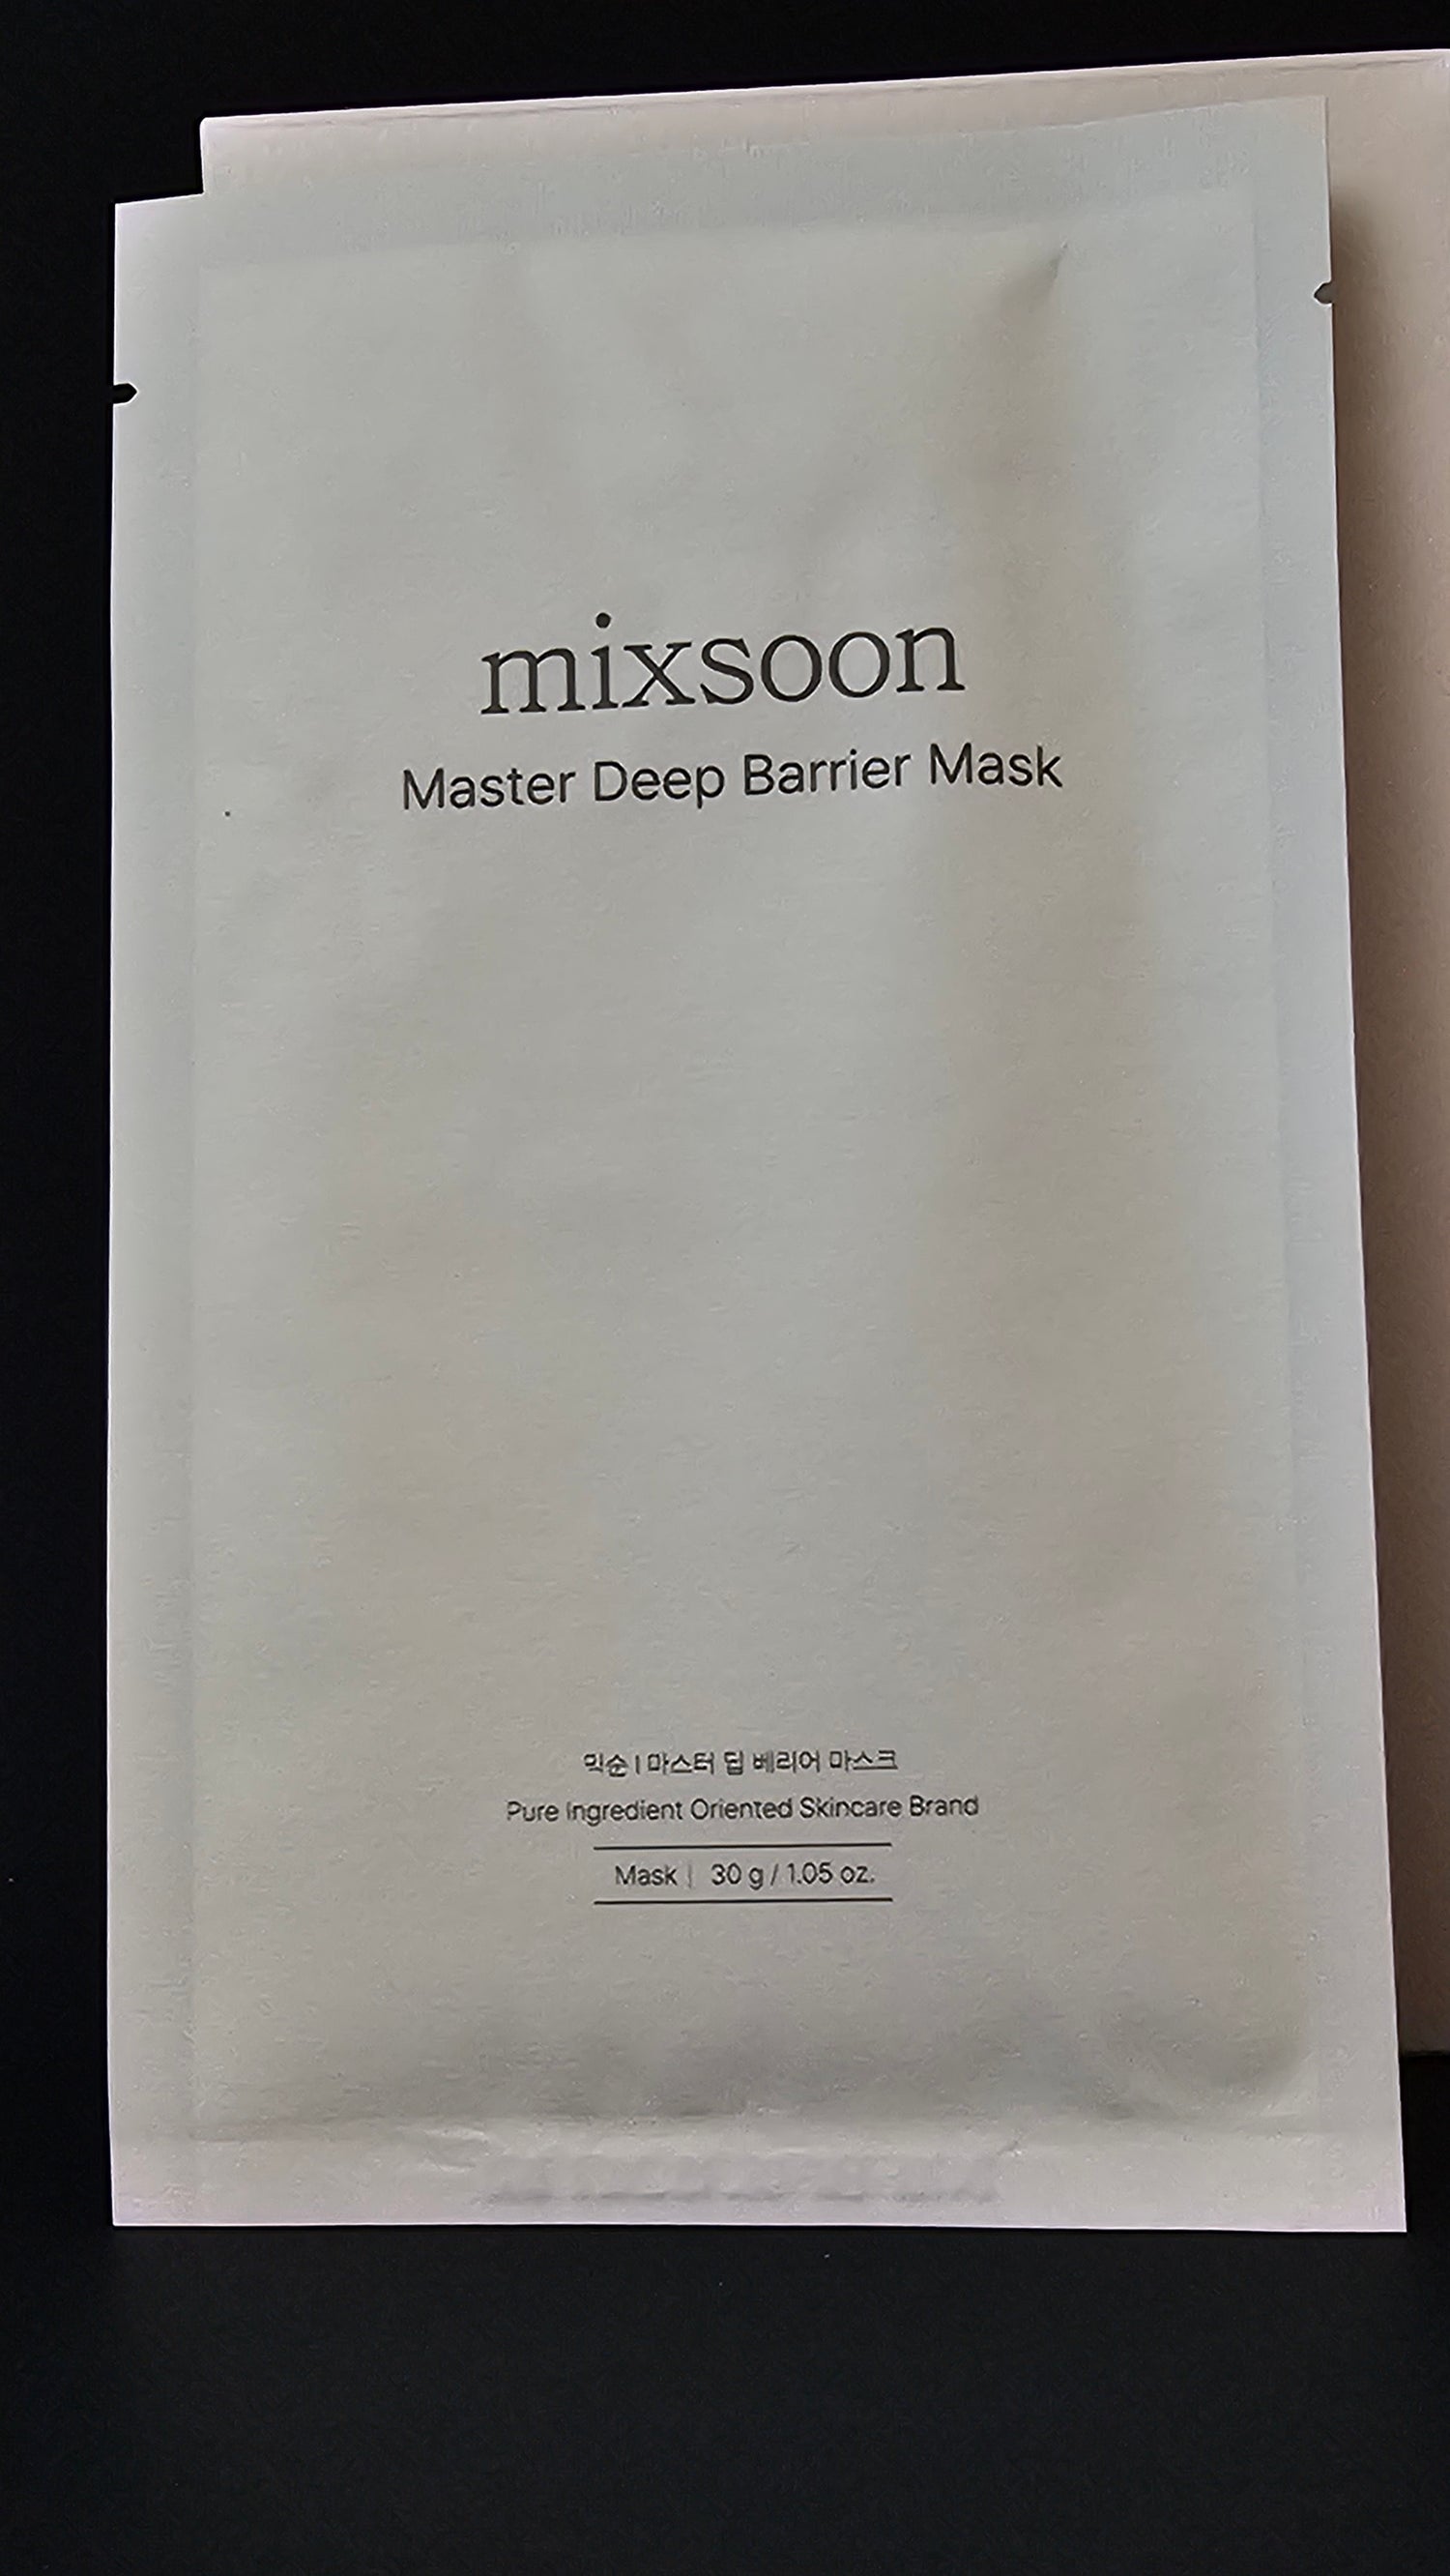 mixsoon
Master Deep Barrier Mask
믹순 | 마스터 딥 베리어 마스크
Pure Ingredient Oriented Skincare Brand
Mask | 30 g / 1.05 oz.